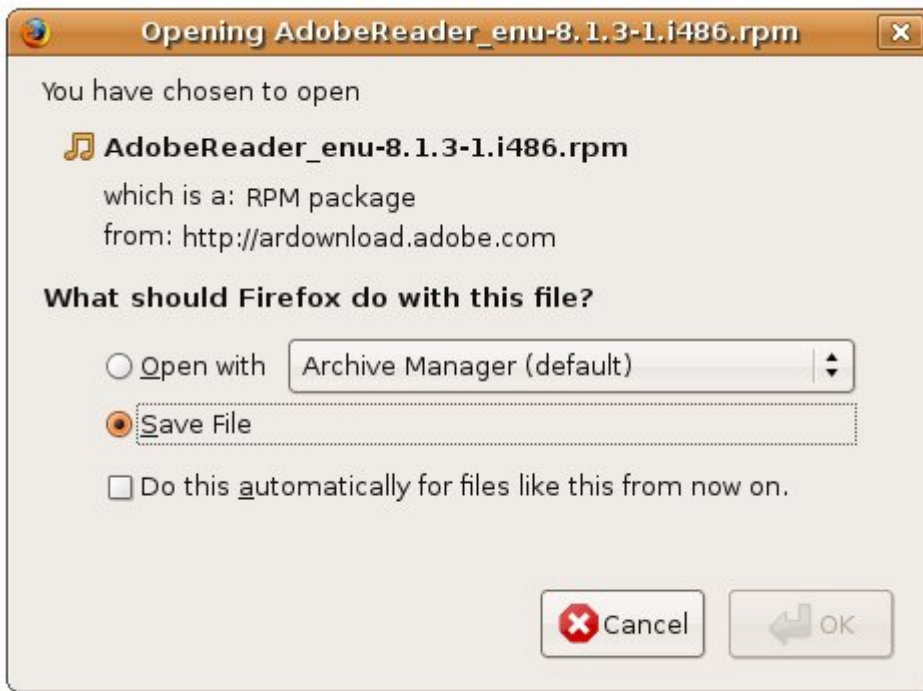 Opening AdobeReader_enu-8.1.3-1.i486.rpm
You have chosen to open
AdobeReader_enu-8.1.3-1.i486.rpm
which is a: RPM package
from: http://ardownload.adobe.com
What should Firefox do with this file?
Open with Archive Manager (default)
Save File
Do this automatically for files like this from now on.
Cancel OK